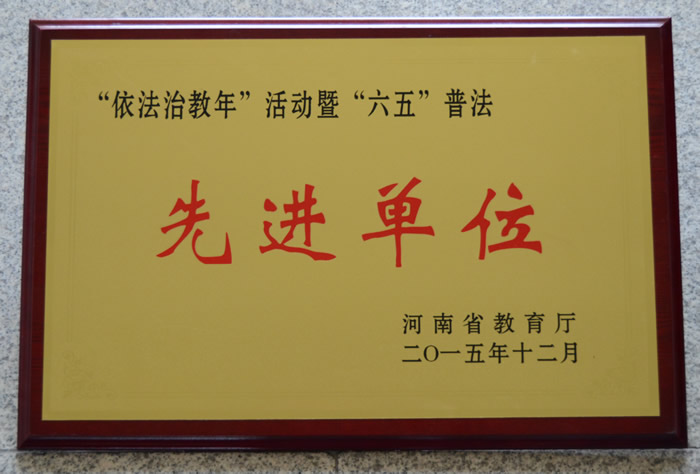 “依法治教年”活动暨“六五”普法
先进单位
河南省教育厅
二〇一五年十二月